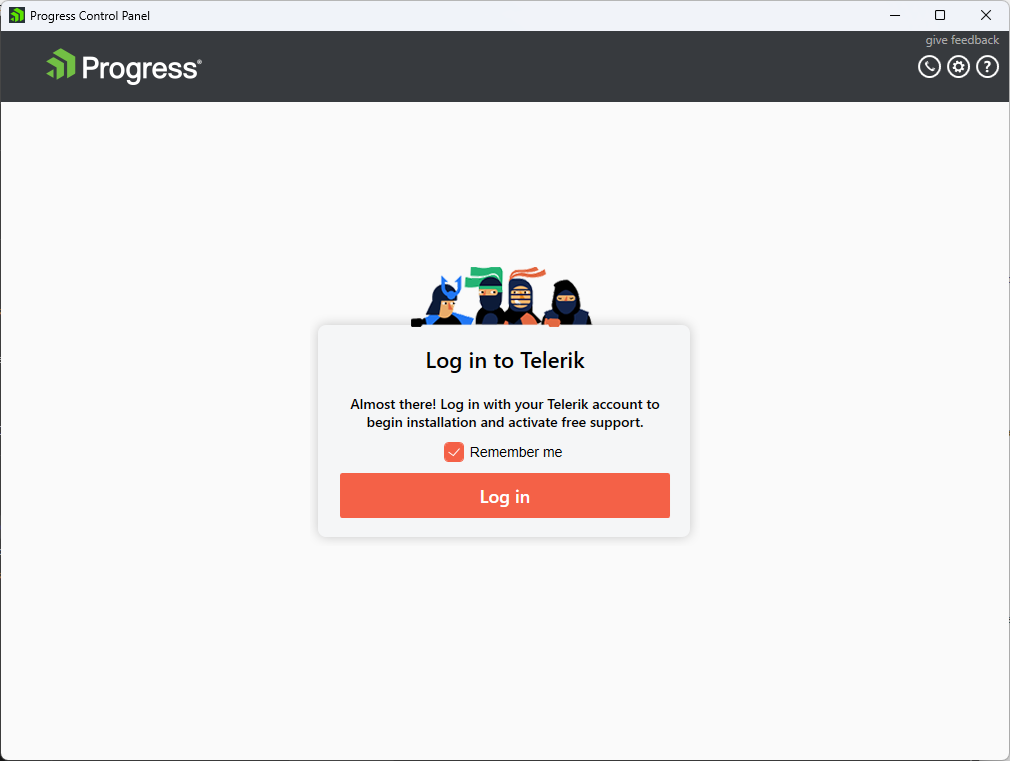 Progress Control Panel
give feedback
Progress®
?
Log in to Telerik
Almost there! Log in with your Telerik account to
begin installation and activate free support.
Remember me
Log in